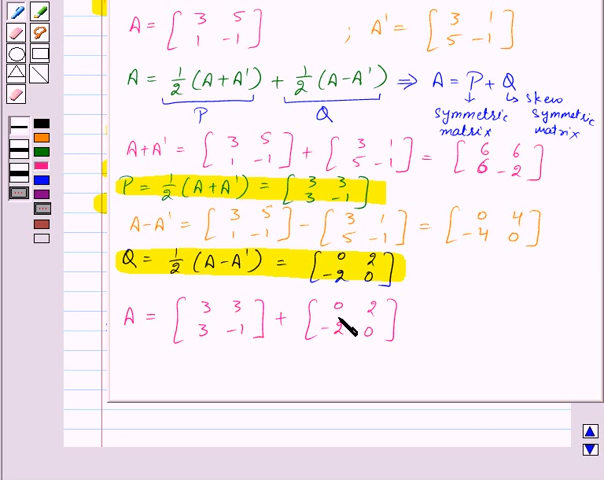 A = [ 3 5 1 -1 ] ; A' = [ 3 1 5 -1 ]
A = 1/2 (A+A') + 1/2 (A-A') ⇒ A = P + Q
P Q ↓ symmetric matrix ↳ skew symmetric matrix
A+A' = [ 3 5 1 -1 ] + [ 3 1 5 -1 ] = [ 6 6 6 -2 ]
P = 1/2 (A+A') = [ 3 3 3 -1 ]
A-A' = [ 3 5 1 -1 ] - [ 3 1 5 -1 ] = [ 0 4 -4 0 ]
Q = 1/2 (A-A') = [ 0 2 -2 0 ]
A = [ 3 3 3 -1 ] + [ 0 2 -2 0 ]